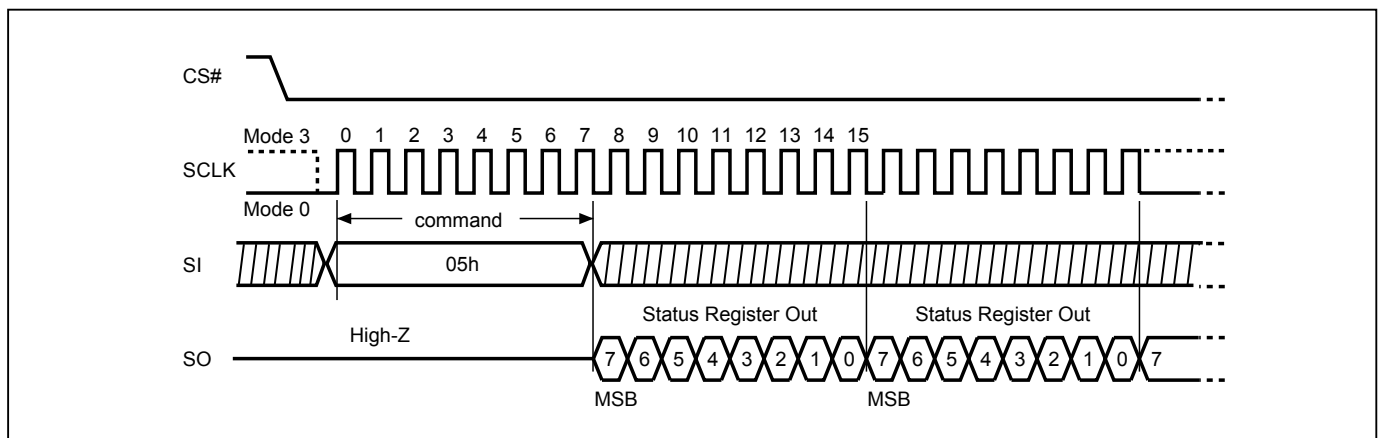 CS#
Mode 3 0 1 2 3 4 5 6 7 8 9 10 11 12 13 14 15
SCLK
Mode 0
command
SI 05h
Status Register Out Status Register Out
High-Z
SO 7 6 5 4 3 2 1 0 7 6 5 4 3 2 1 0 7
MSB MSB